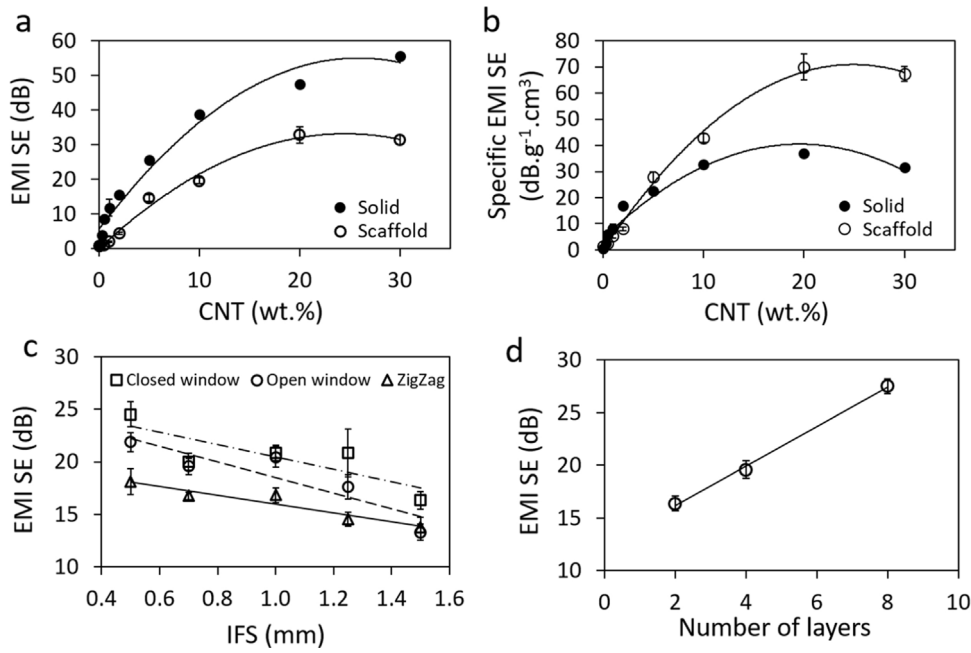 a
60
50
40
30
20
10
0
EMI SE (dB)
Solid
Scaffold
0 10 20 30
CNT (wt.%)
b
80
70
60
50
40
30
20
10
0
Specific EMI SE
(dB.g⁻¹.cm³)
Solid
Scaffold
0 10 20 30
CNT (wt.%)
c
30
25
20
15
10
EMI SE (dB)
Closed window Open window ZigZag
0.4 0.6 0.8 1.0 1.2 1.4 1.6
IFS (mm)
d
30
25
20
15
10
EMI SE (dB)
0 2 4 6 8 10
Number of layers